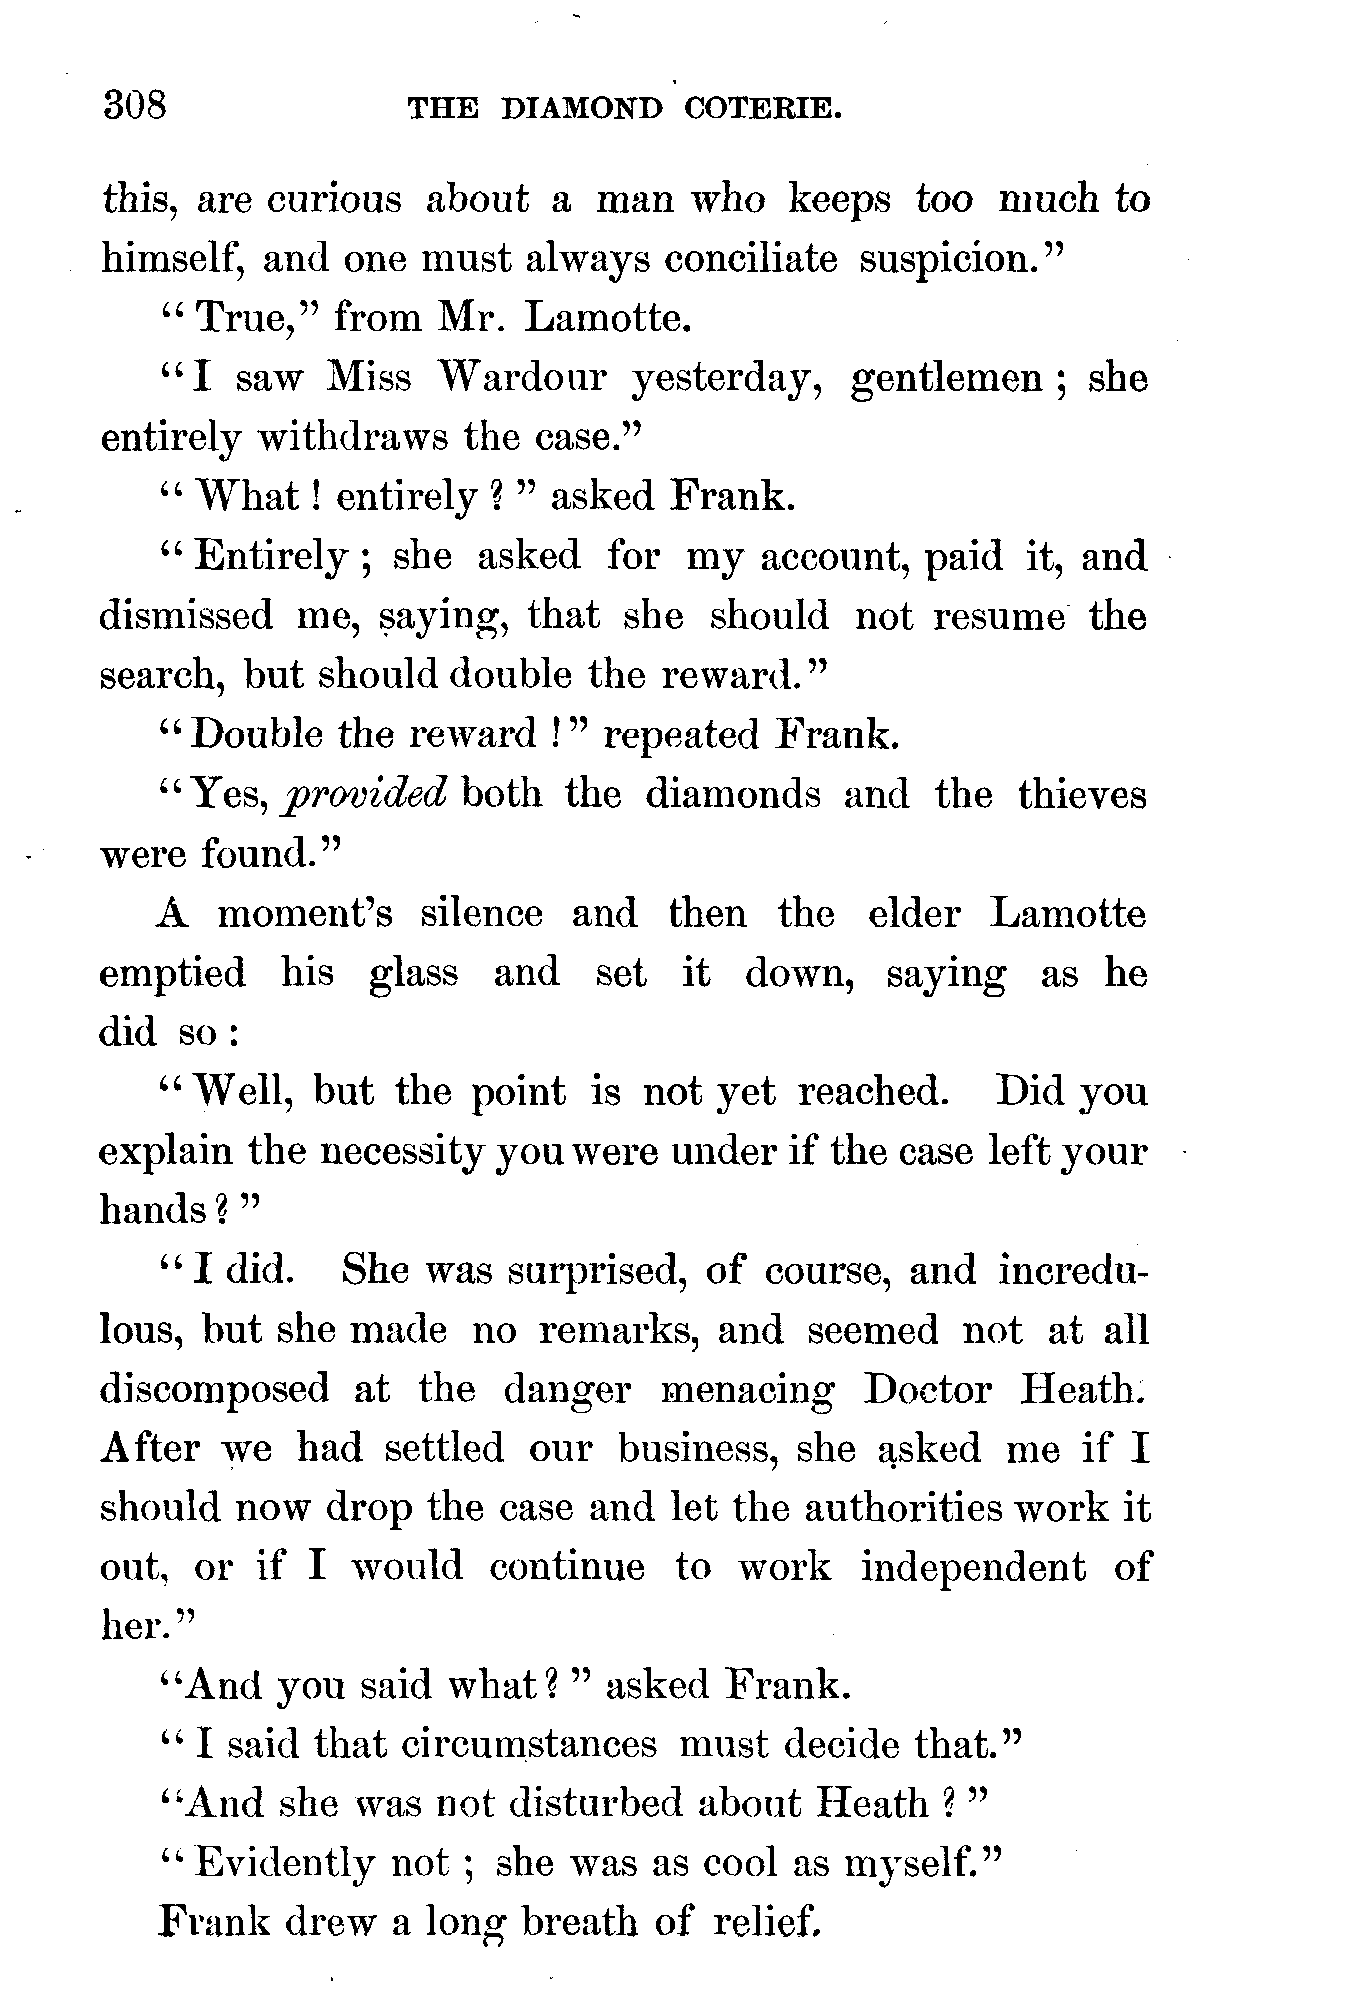 308 THE DIAMOND COTERIE.
this, are curious about a man who keeps too much to
himself, and one must always conciliate suspicion."
"True," from Mr. Lamotte.
"I saw Miss Wardour yesterday, gentlemen; she
entirely withdraws the case."
"What! entirely?" asked Frank.
"Entirely; she asked for my account, paid it, and
dismissed me, saying, that she should not resume the
search, but should double the reward."
"Double the reward!" repeated Frank.
"Yes, provided both the diamonds and the thieves
were found."
A moment's silence and then the elder Lamotte
emptied his glass and set it down, saying as he
did so:
"Well, but the point is not yet reached. Did you
explain the necessity you were under if the case left your
hands?"
"I did. She was surprised, of course, and incredu-
lous, but she made no remarks, and seemed not at all
discomposed at the danger menacing Doctor Heath.
After we had settled our business, she asked me if I
should now drop the case and let the authorities work it
out, or if I would continue to work independent of
her."
"And you said what?" asked Frank.
"I said that circumstances must decide that."
"And she was not disturbed about Heath?"
"Evidently not; she was as cool as myself."
Frank drew a long breath of relief.